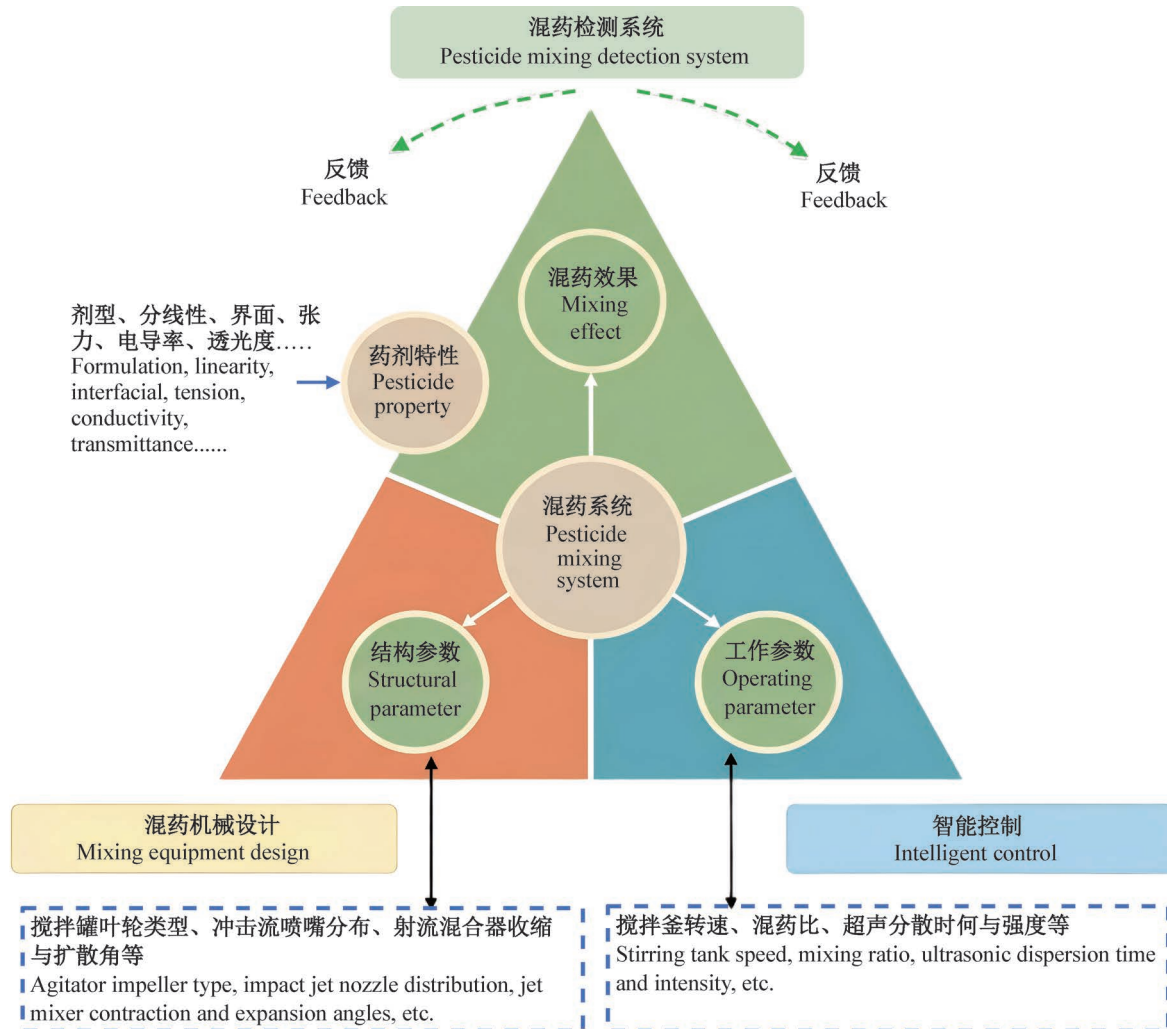 混药检测系统
Pesticide mixing detection system
反馈
Feedback
反馈
Feedback
混药效果
Mixing
effect
剂型、分线性、界面、张
力、电导率、透光度.....
Formulation, linearity,
interfacial, tension,
conductivity,
transmittance......
药剂特性
Pesticide
property
混药系统
Pesticide
mixing
system
结构参数
Structural
parameter
工作参数
Operating
parameter
混药机械设计
Mixing equipment design
智能控制
Intelligent control
搅拌罐叶轮类型、冲击流喷嘴分布、射流混合器收缩
与扩散角等
Agitator impeller type, impact jet nozzle distribution, jet
mixer contraction and expansion angles, etc.
搅拌釜转速、混药比、超声分散时何与强度等
Stirring tank speed, mixing ratio, ultrasonic dispersion time
and intensity, etc.